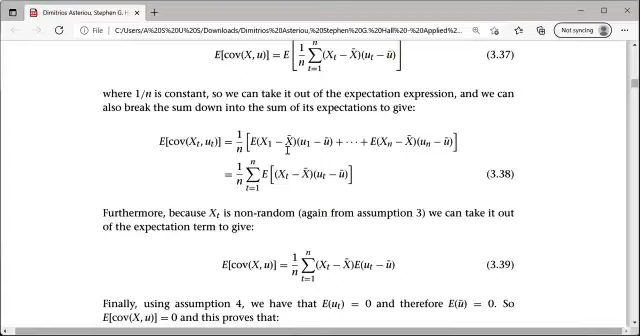 Dimitrios Asteriou, Stephen G. H
File
C:/Users/A%20S%20U%20S/Downloads/Dimitrios%20Asteriou,%20Stephen%20G.%20Hall%20-%20Applied%2...
Not syncing
E[cov(X, u)] = E [ 1/n ∑_{t=1}^{n} (X_t − X̄)(u_t − ū) ] (3.37)
where 1/n is constant, so we can take it out of the expectation expression, and we can
also break the sum down into the sum of its expectations to give:
E[cov(X_t, u_t)] = 1/n [ E(X_1 − X̄)(u_1 − ū) + ··· + E(X_n − X̄)(u_n − ū) ]
= 1/n ∑_{t=1}^{n} E [ (X_t − X̄)(u_t − ū) ] (3.38)
Furthermore, because X_t is non-random (again from assumption 3) we can take it out
of the expectation term to give:
E[cov(X, u)] = 1/n ∑_{t=1}^{n} (X_t − X̄)E(u_t − ū) (3.39)
Finally, using assumption 4, we have that E(u_t) = 0 and therefore E(ū) = 0. So
E[cov(X, u)] = 0 and this proves that: